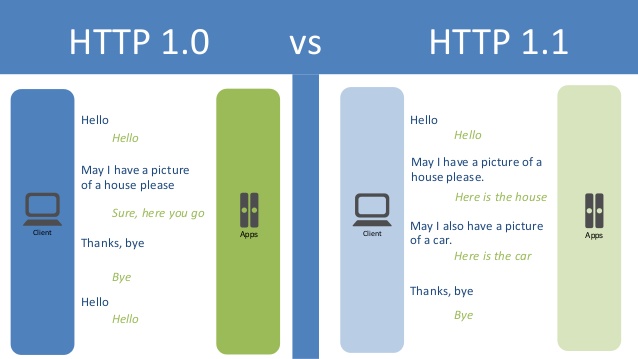 HTTP 1.0 vs HTTP 1.1
Hello
Hello
May I have a picture
of a house please
Sure, here you go
Thanks, bye
Bye
Hello
Hello
Client
Apps
Hello
Hello
May I have a picture of a
house please.
Here is the house
May I also have a picture
of a car.
Here is the car
Thanks, bye
Bye
Client
Apps